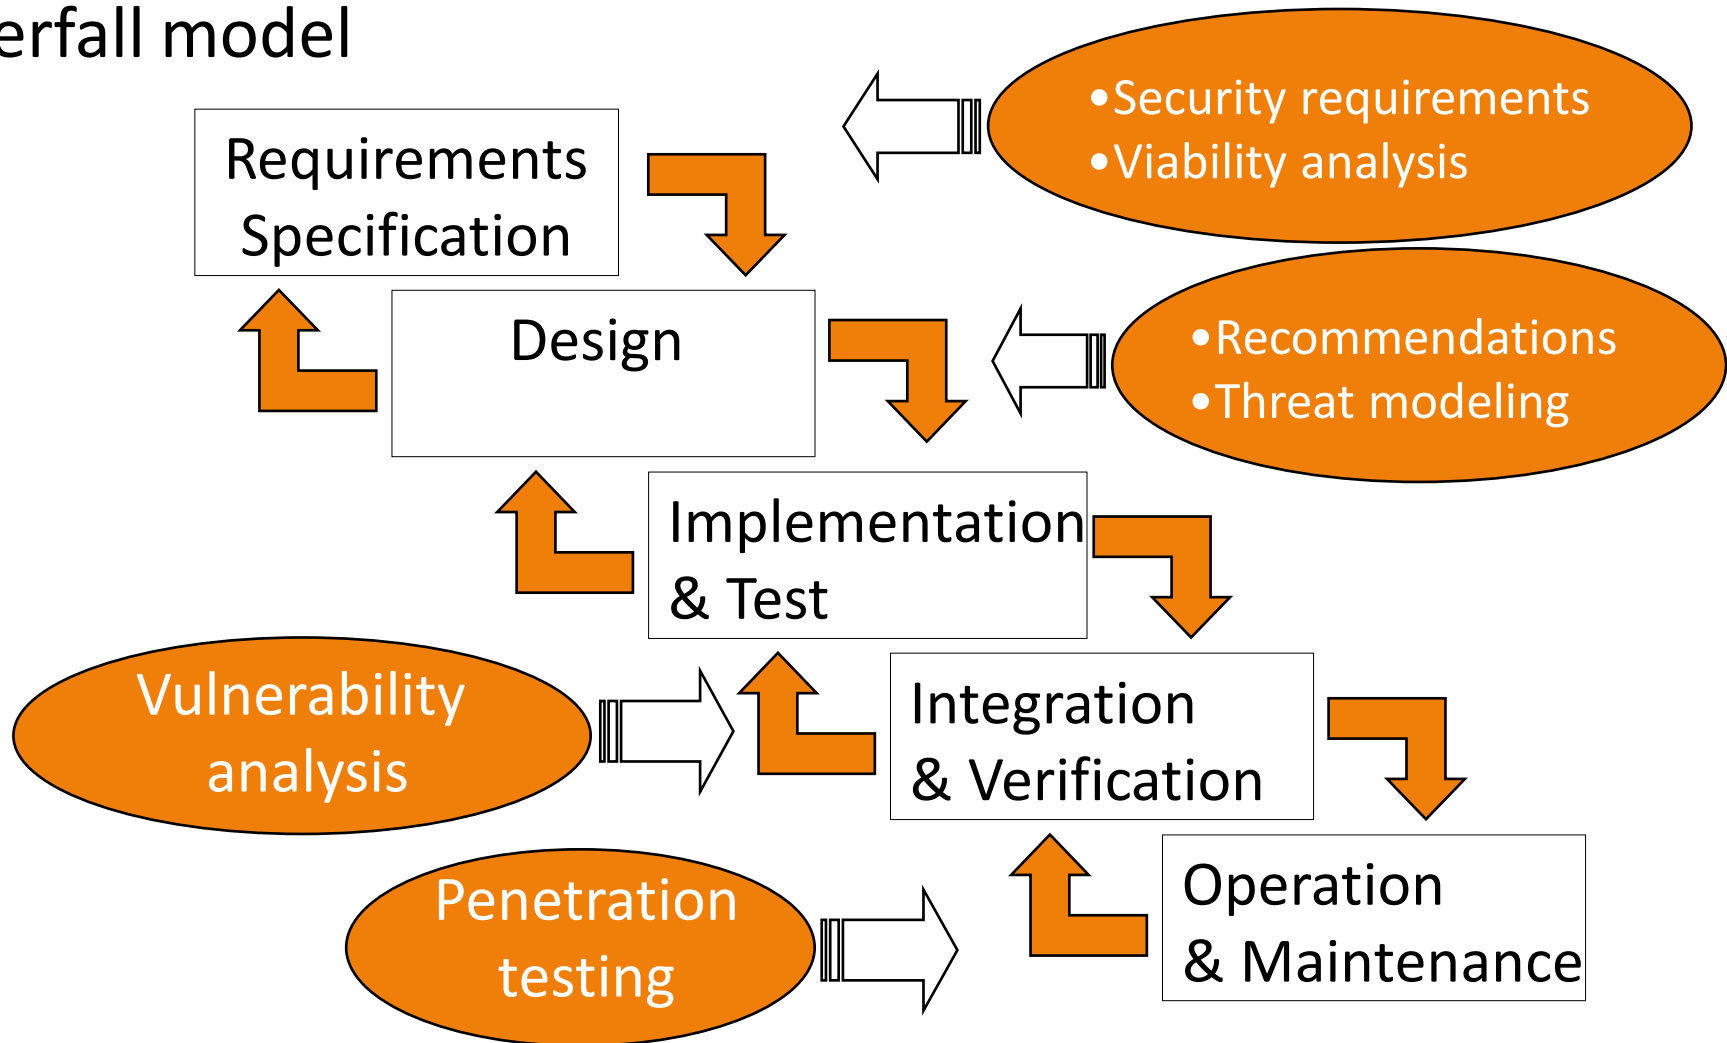 erfall model
•Security requirements
•Viability analysis
Requirements
Specification
Design
•Recommendations
•Threat modeling
Implementation
& Test
Vulnerability
analysis
Integration
& Verification
Penetration
testing
Operation
& Maintenance